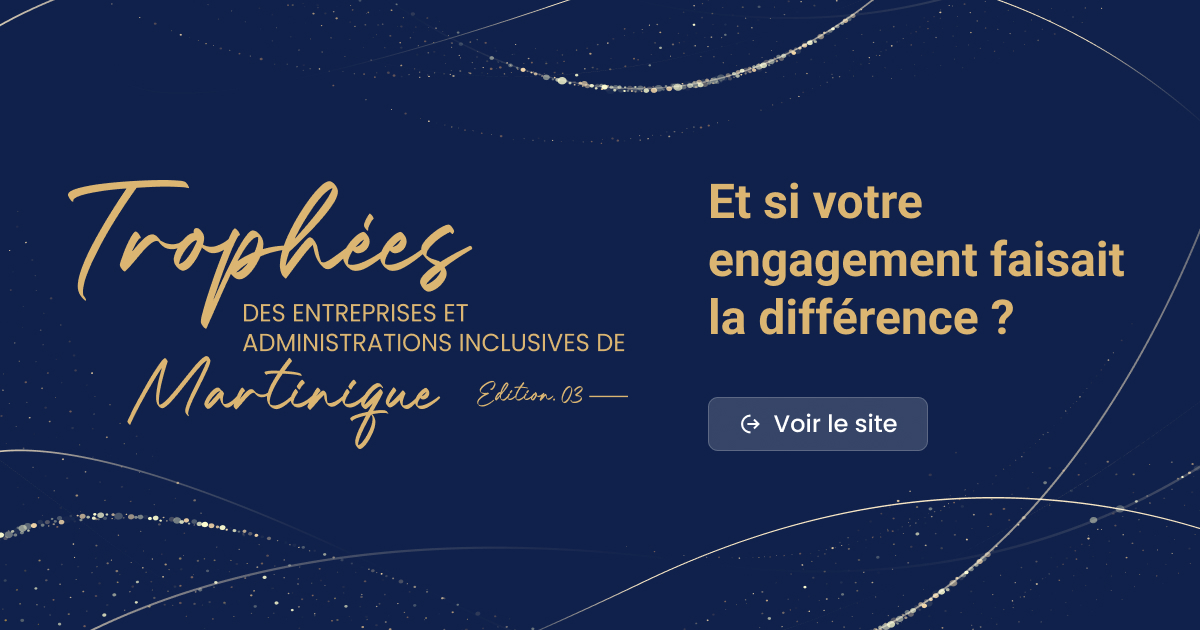 Trophées
DES ENTREPRISES ET
ADMINISTRATIONS INCLUSIVES DE
Martinique
Edition. 03
Et si votre
engagement faisait
la différence ?
Voir le site